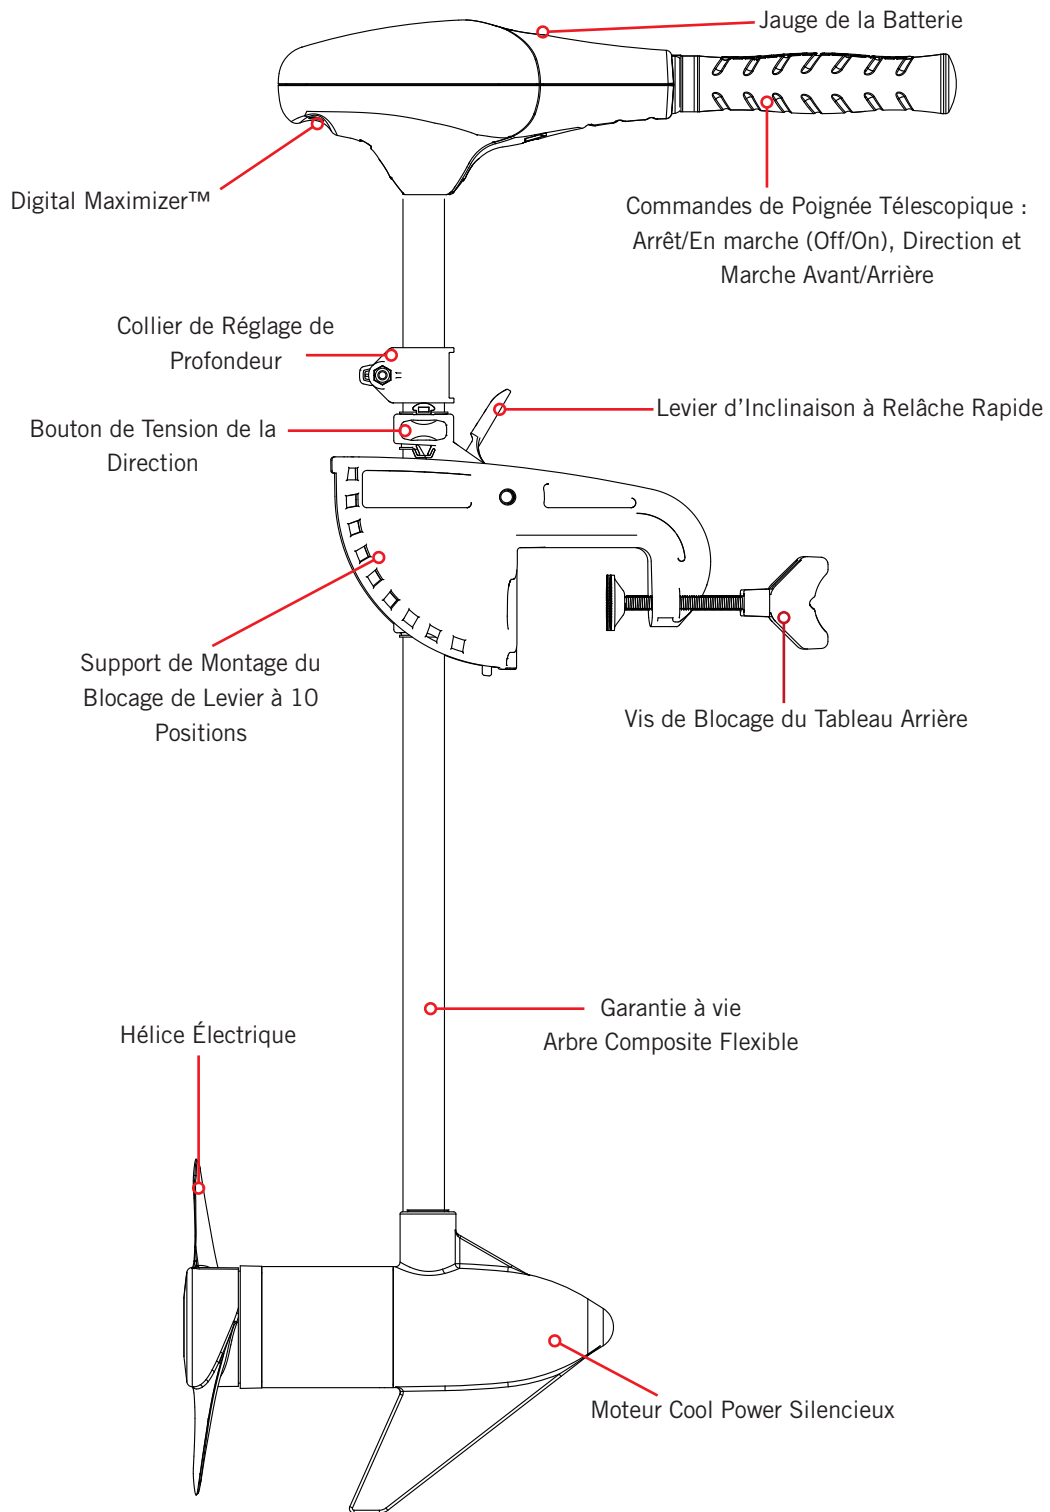 Jauge de la Batterie
Digital Maximizer™
Commandes de Poignée Télescopique :
Arrêt/En marche (Off/On), Direction et
Marche Avant/Arrière
Collier de Réglage de
Profondeur
Levier d’Inclinaison à Relâche Rapide
Bouton de Tension de la
Direction
Support de Montage du
Blocage de Levier à 10
Positions
Vis de Blocage du Tableau Arrière
Garantie à vie
Arbre Composite Flexible
Hélice Électrique
Moteur Cool Power Silencieux